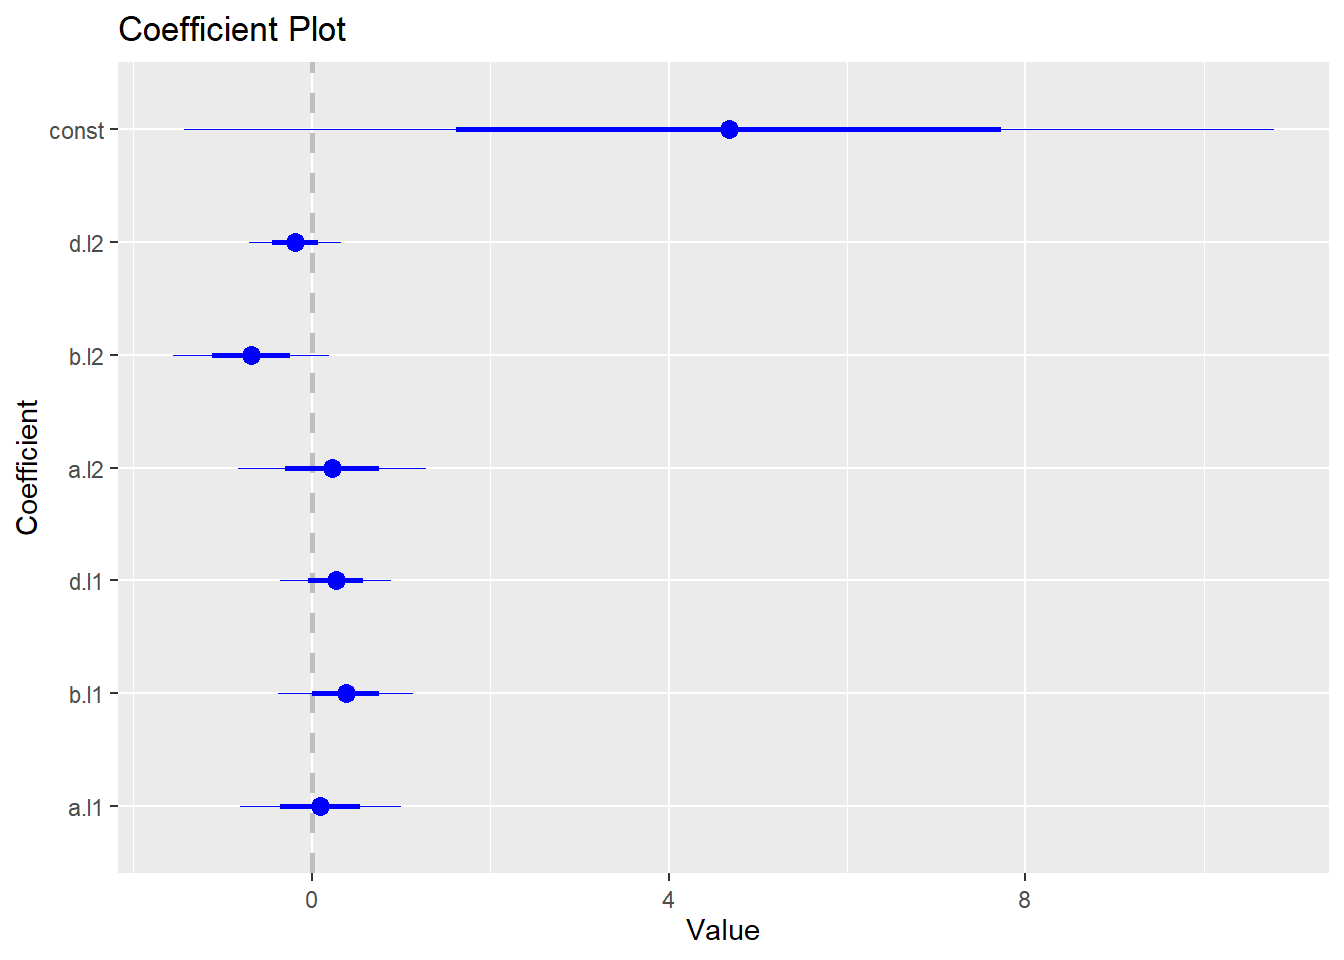 Coefficient Plot
const
d.l2
b.l2
a.l2
d.l1
b.l1
a.l1
Coefficient
0 4 8
Value